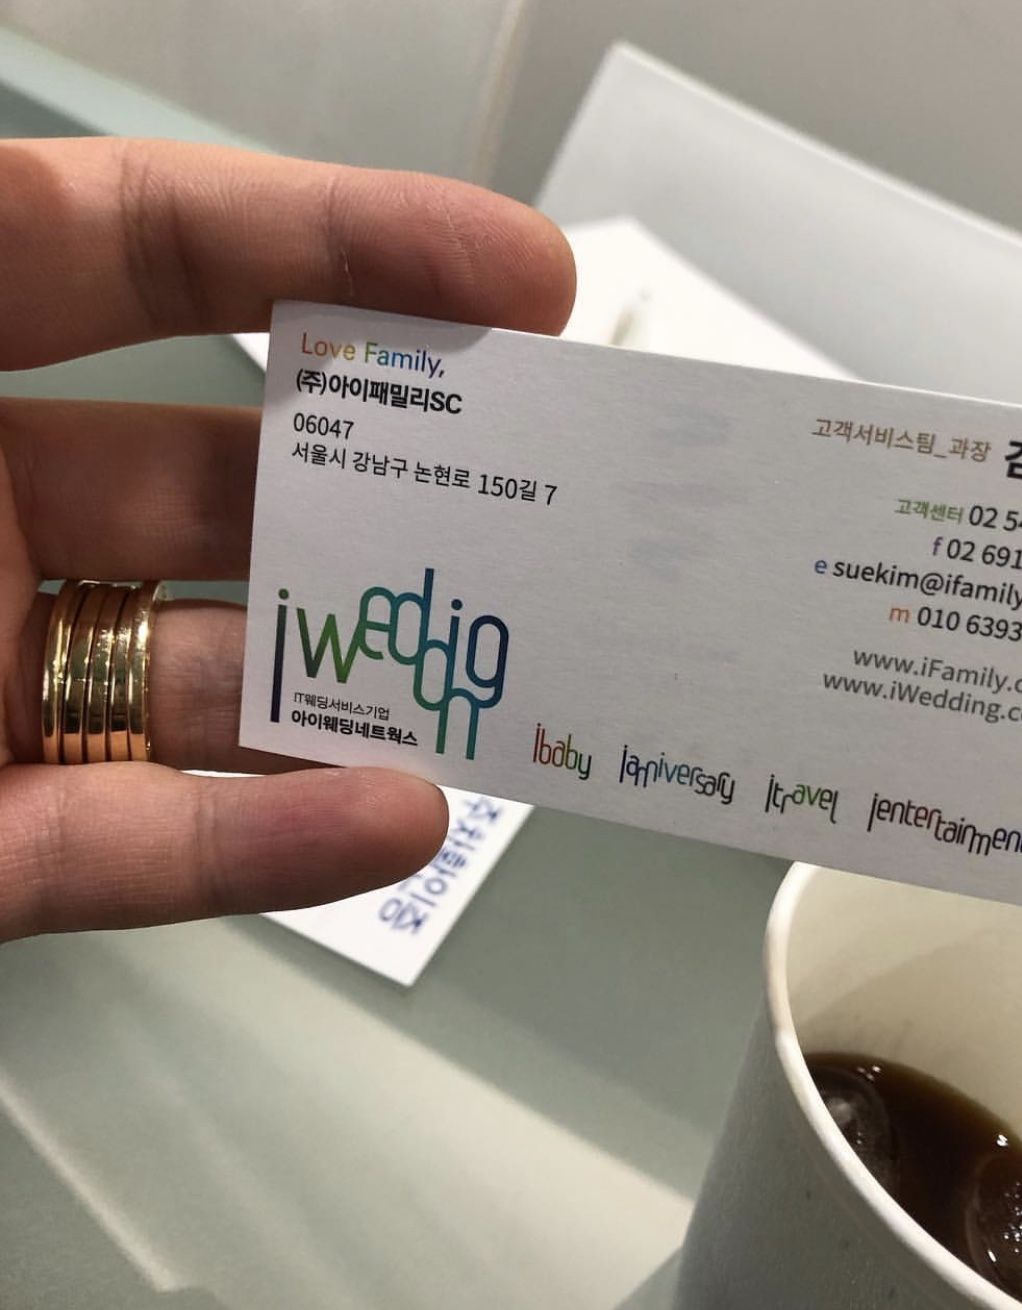 Love Family,
(주)아이패밀리SC
06047
서울시 강남구 논현로 150길 7
고객서비스팀_과장
고객센터 02 54
f 02 691
e suekim@ifamily
m 010 6393
www.iFamily.c
www.iWedding.c
iwedding
IT웨딩서비스기업
아이웨딩네트웍스
ibaby ianniversary itravel ientertainmen